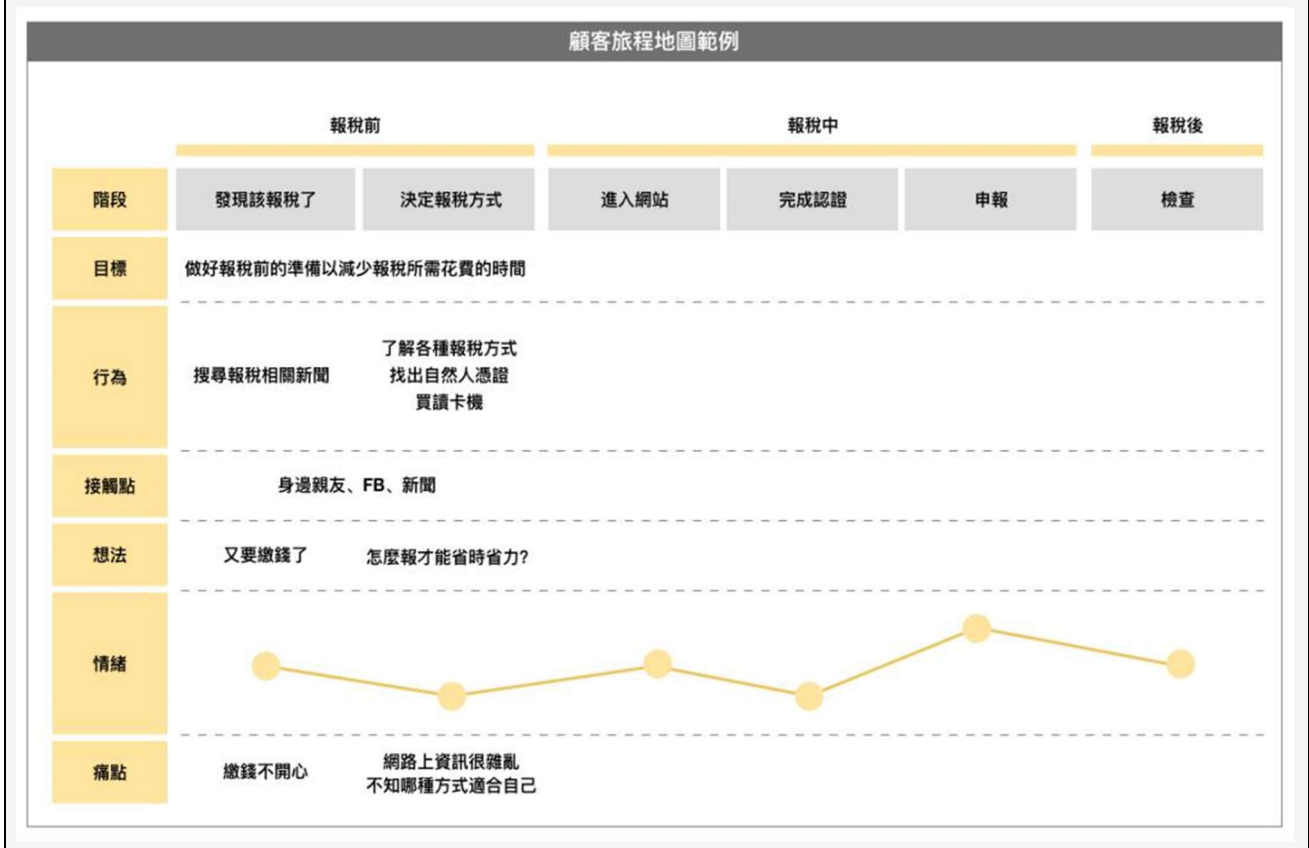 顧客旅程地圖範例
報稅前
報稅中
報稅後
階段
發現該報稅了
決定報稅方式
進入網站
完成認證
申報
檢查
目標
做好報稅前的準備以減少報稅所需花費的時間
行為
搜尋報稅相關新聞
了解各種報稅方式
找出自然人憑證
買讀卡機
接觸點
身邊親友、FB、新聞
想法
又要繳錢了
怎麼報才能省時省力?
情緒
痛點
繳錢不開心
網路上資訊很雜亂
不知哪種方式適合自己